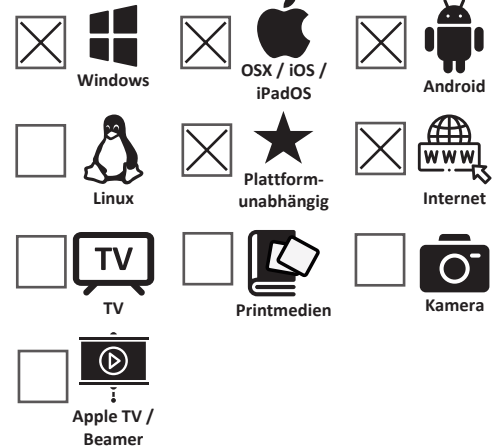 Windows
OSX / iOS /
iPadOS
Android
Linux
Plattform-
unabhängig
WWW
Internet
TV
TV
Printmedien
Kamera
Apple TV /
Beamer